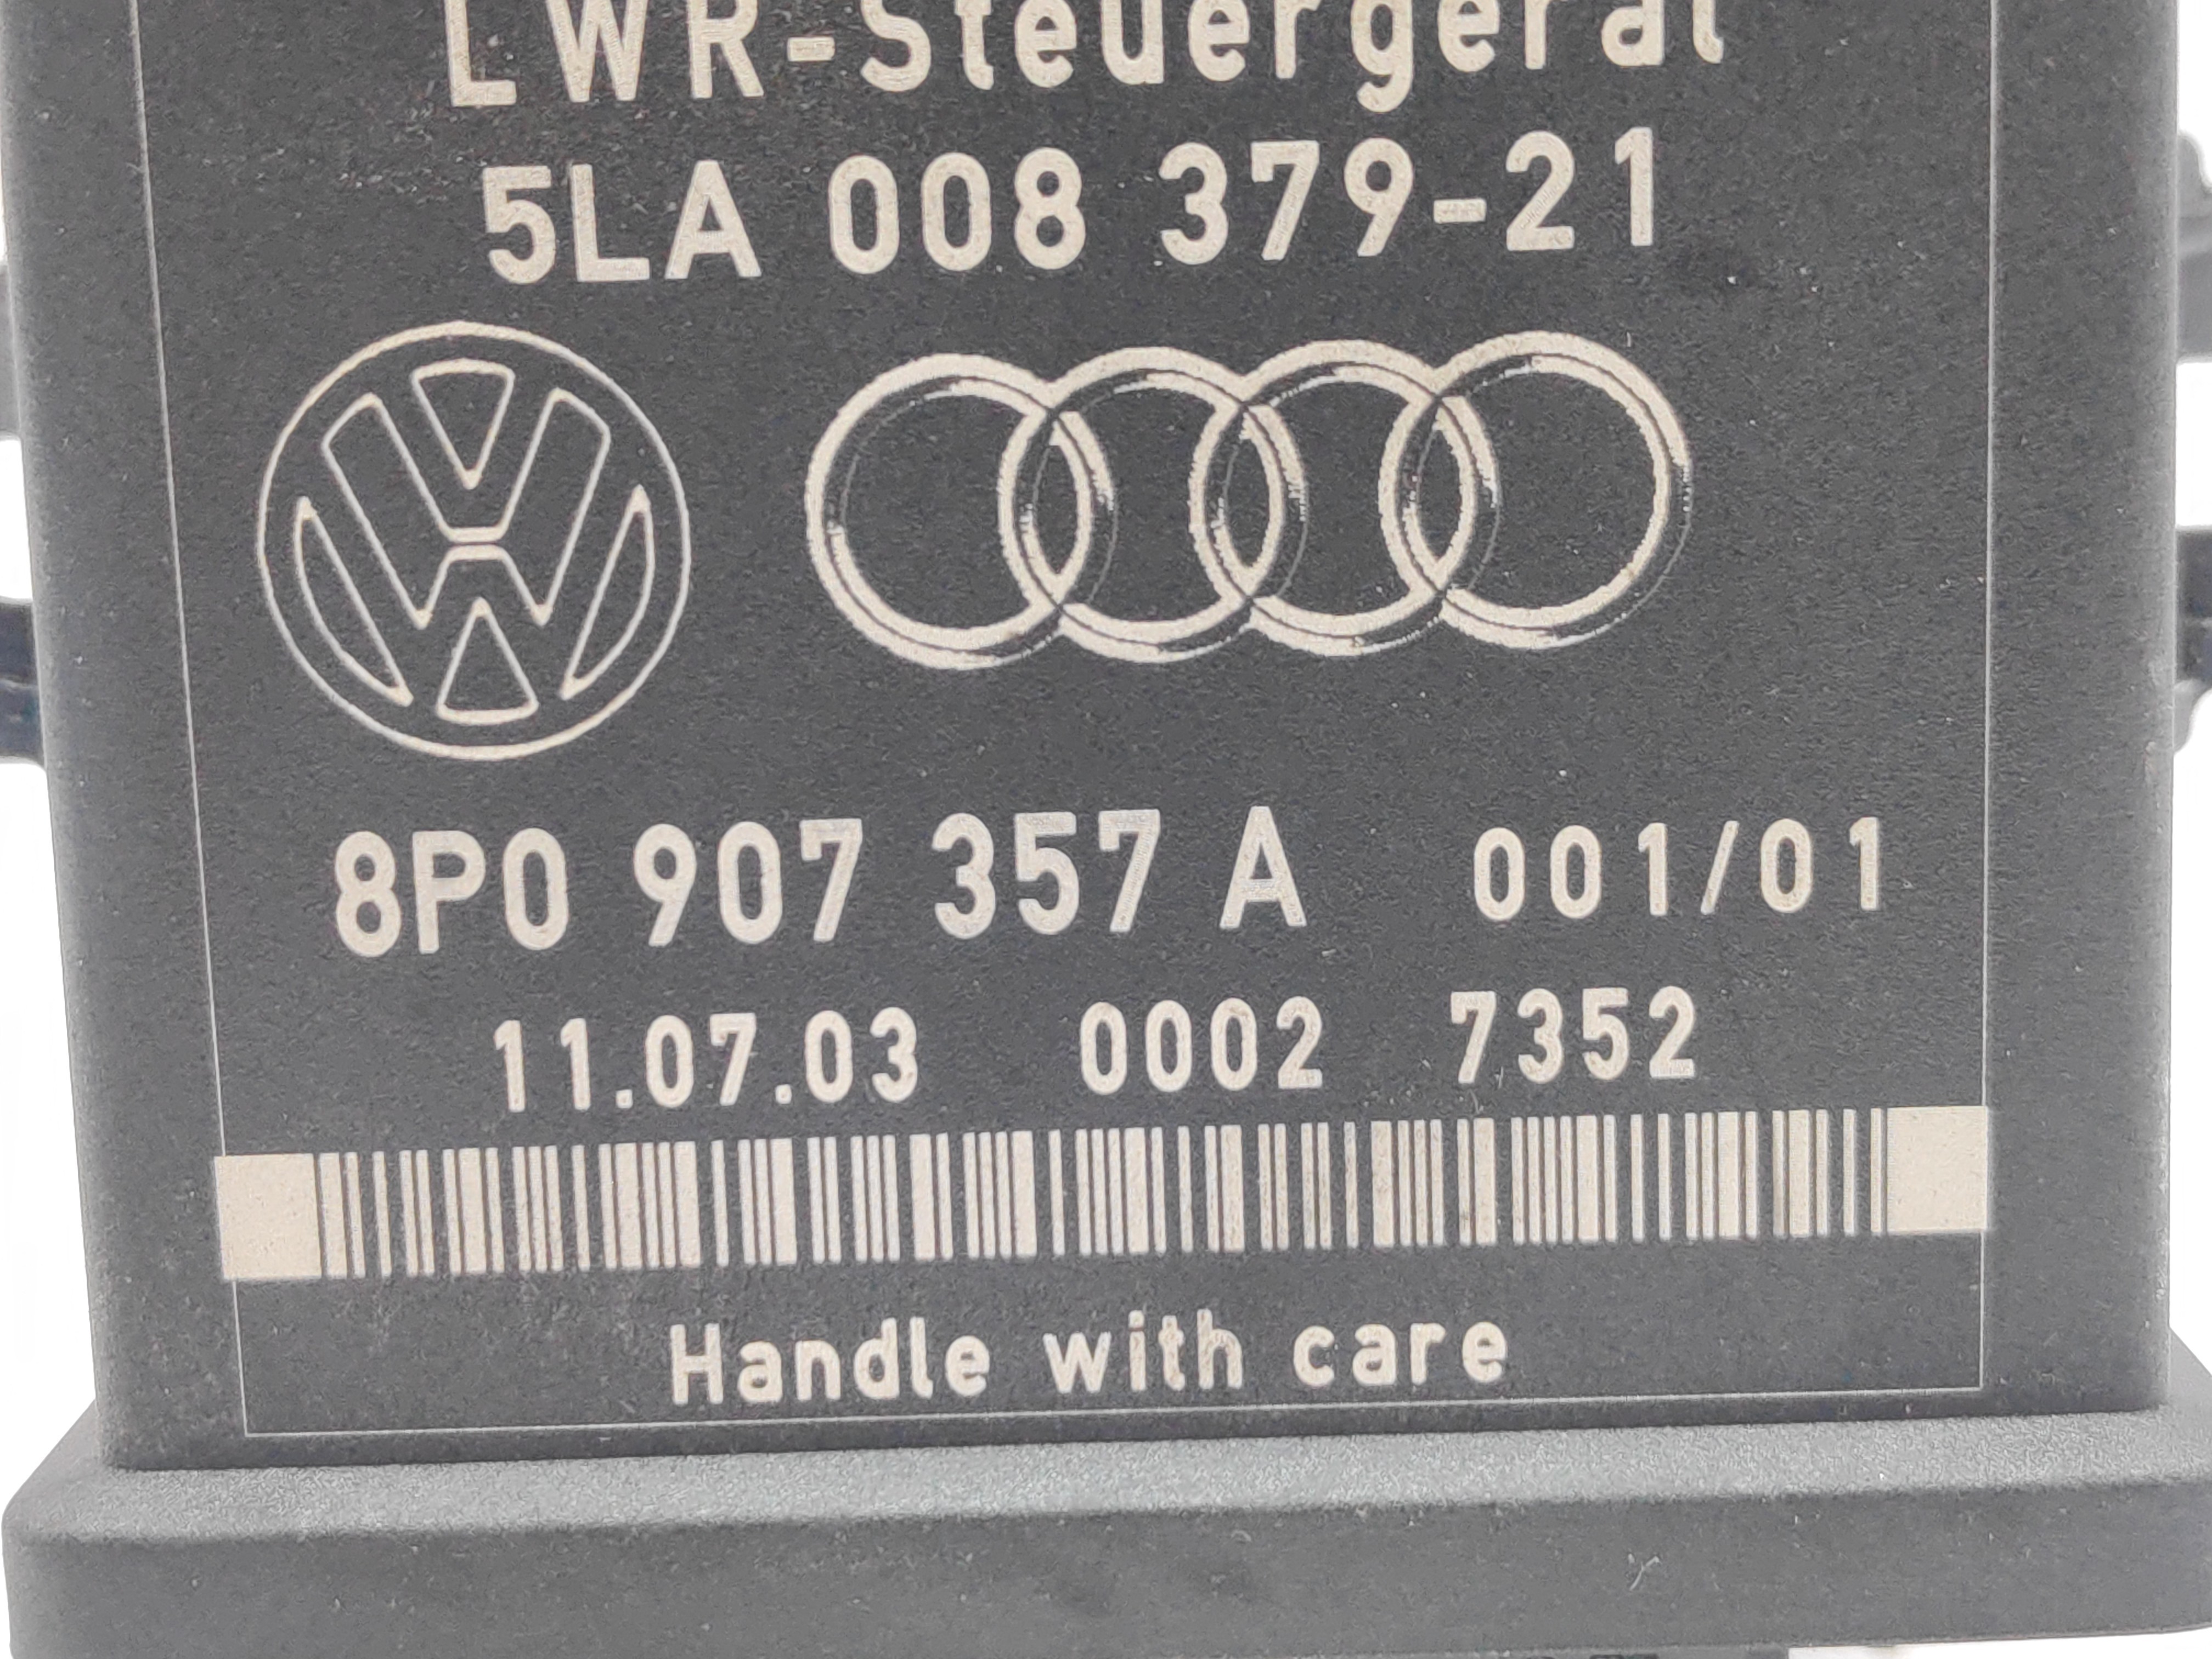 LWR-Steuergerät
5LA 008 379-21
8P0 907 357 A 001/01
11.07.03 0002 7352
Handle with care